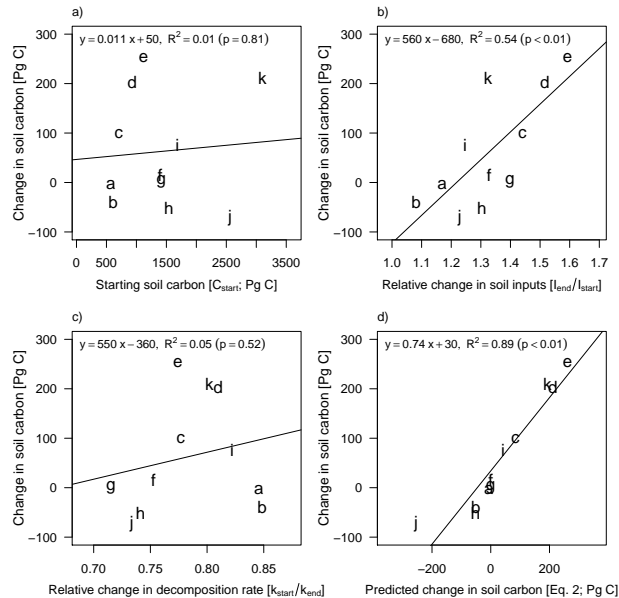 a)
y = 0.011 x + 50, R² = 0.01 (p = 0.81)
Change in soil carbon [Pg C]
300
200
100
0
−100
a
b
c
d
e
f
g
h
i
j
k
0
500
1500
2500
3500
Starting soil carbon [Cstart; Pg C]
b)
y = 560 x − 680, R² = 0.54 (p < 0.01)
Change in soil carbon [Pg C]
300
200
100
0
−100
a
b
c
d
e
f
g
h
i
j
k
1.0
1.1
1.2
1.3
1.4
1.5
1.6
1.7
Relative change in soil inputs [Iend/Istart]
c)
y = 550 x − 360, R² = 0.05 (p = 0.52)
Change in soil carbon [Pg C]
300
200
100
0
−100
a
b
c
d
e
f
g
h
i
j
k
0.70
0.75
0.80
0.85
Relative change in decomposition rate [kstart/kend]
d)
y = 0.74 x + 30, R² = 0.89 (p < 0.01)
Change in soil carbon [Pg C]
300
200
100
0
−100
a
b
c
d
e
f
g
h
i
j
k
−200
0
200
Predicted change in soil carbon [Eq. 2; Pg C]